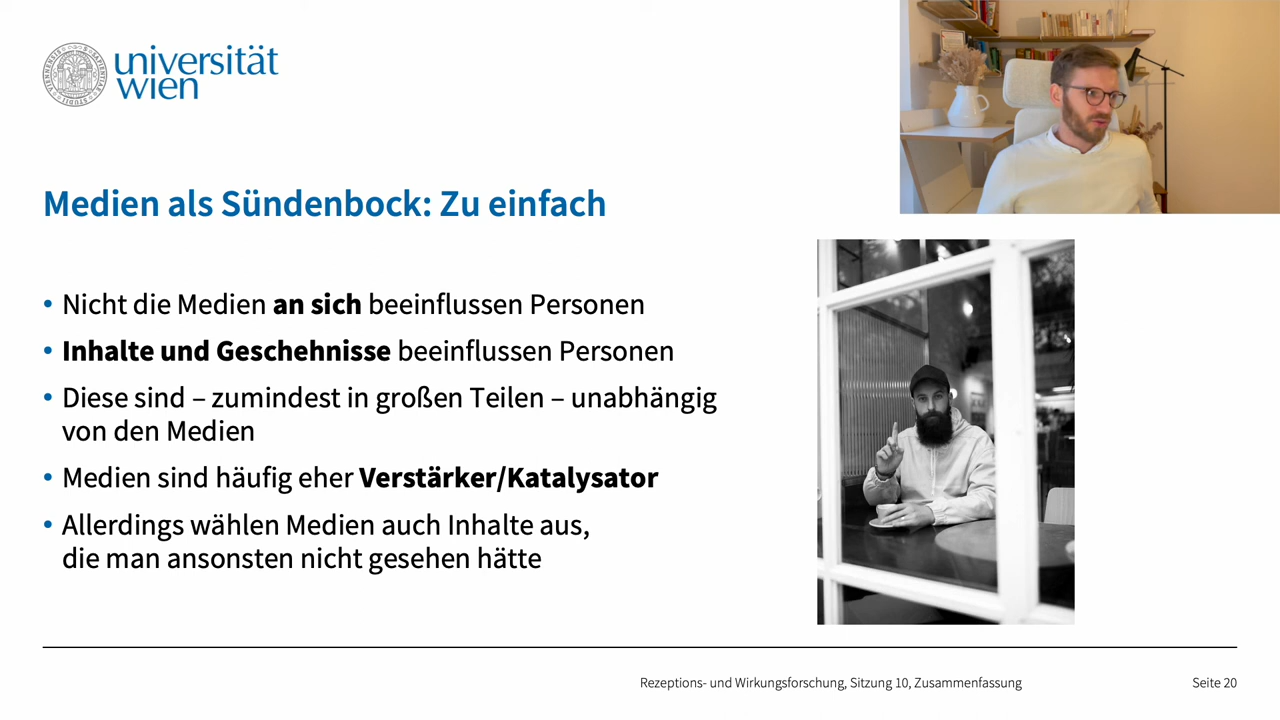 universität
wien
Medien als Sündenbock: Zu einfach
• Nicht die Medien an sich beeinflussen Personen
• Inhalte und Geschehnisse beeinflussen Personen
• Diese sind – zumindest in großen Teilen – unabhängig
von den Medien
• Medien sind häufig eher Verstärker/Katalysator
• Allerdings wählen Medien auch Inhalte aus,
die man ansonsten nicht gesehen hätte
Rezeptions- und Wirkungsforschung, Sitzung 10, Zusammenfassung
Seite 20